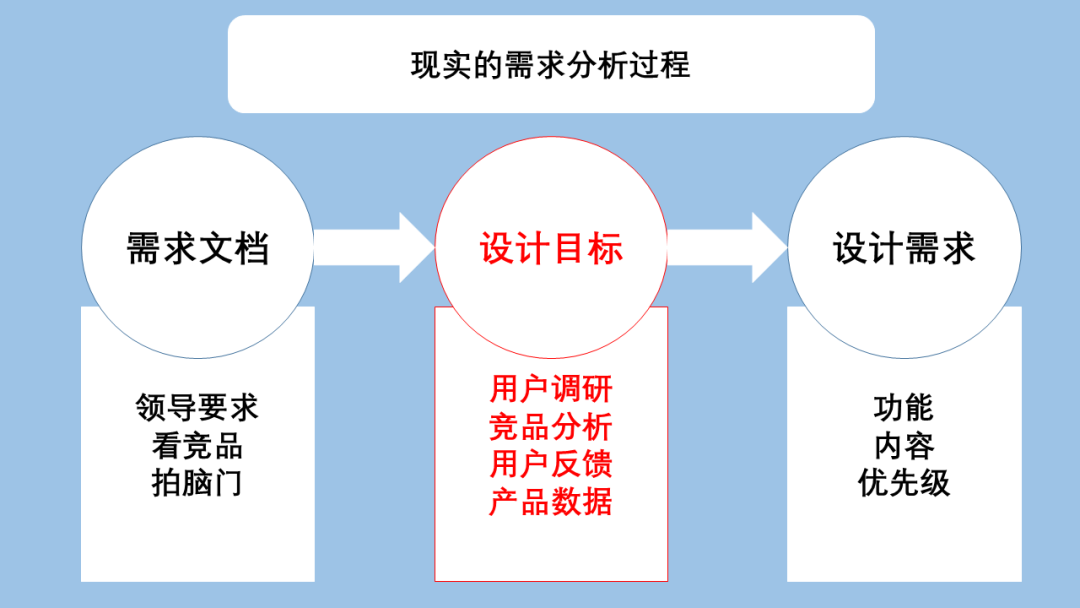 现实的需求分析过程
需求文档
设计目标
设计需求
领导要求
看竞品
拍脑门
用户调研
竞品分析
用户反馈
产品数据
功能
内容
优先级